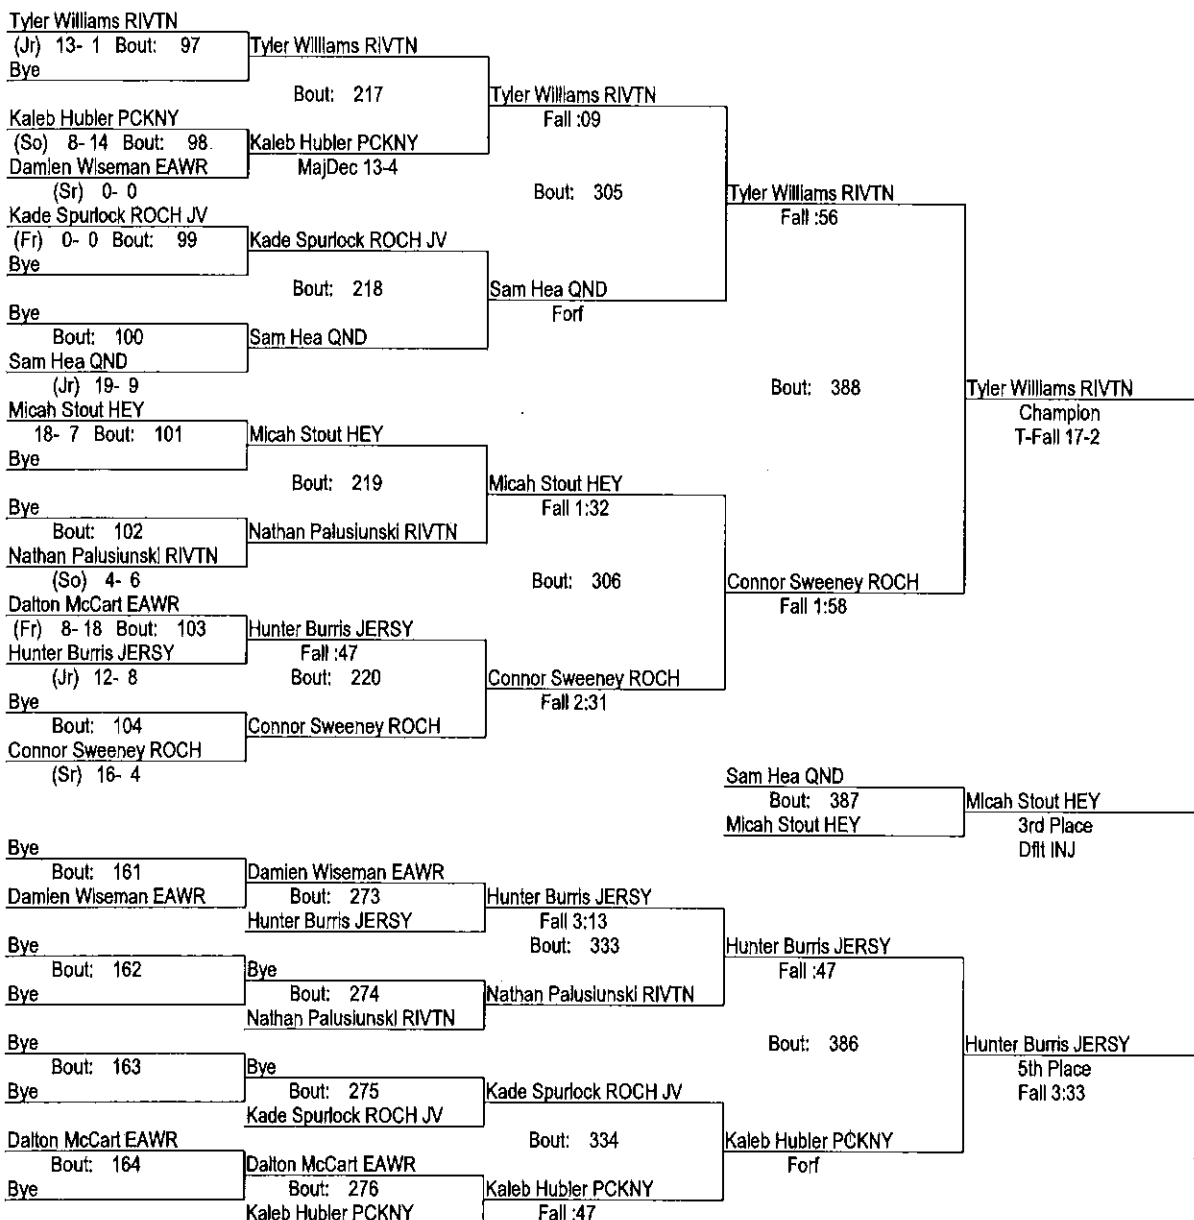 Tyler Williams RIVTN
(Jr) 13- 1 Bout: 97
Bye
Tyler Williams RIVTN
Bout: 217
Kaleb Hubler PCKNY
(So) 8- 14 Bout: 98
Damien Wiseman EAWR
(Sr) 0- 0
Kaleb Hubler PCKNY
MajDec 13-4
Tyler Williams RIVTN
Fall :09
Bout: 305
Kade Spurlock ROCH JV
(Fr) 0- 0 Bout: 99
Bye
Kade Spurlock ROCH JV
Bout: 218
Bye
Bout: 100
Sam Hea QND
(Jr) 19- 9
Sam Hea QND
Sam Hea QND
Forf
Tyler Williams RIVTN
Fall :56
Bout: 388
Micah Stout HEY
18- 7 Bout: 101
Bye
Micah Stout HEY
Bout: 219
Bye
Bout: 102
Nathan Palusiunski RIVTN
(So) 4- 6
Nathan Palusiunski RIVTN
Micah Stout HEY
Fall 1:32
Bout: 306
Dalton McCart EAWR
(Fr) 8- 18 Bout: 103
Hunter Burris JERSY
(Jr) 12- 8
Hunter Burris JERSY
Fall :47
Bout: 220
Bye
Bout: 104
Connor Sweeney ROCH
(Sr) 16- 4
Connor Sweeney ROCH
Connor Sweeney ROCH
Fall 2:31
Connor Sweeney ROCH
Fall 1:58
Tyler Williams RIVTN
Champion
T-Fall 17-2
Sam Hea QND
Bout: 387
Micah Stout HEY
Micah Stout HEY
3rd Place
Dflt INJ
Bye
Bout: 161
Damien Wiseman EAWR
Damien Wiseman EAWR
Bout: 273
Hunter Burris JERSY
Hunter Burris JERSY
Fall 3:13
Bout: 333
Bye
Bout: 162
Bye
Bye
Bout: 274
Nathan Palusiunski RIVTN
Nathan Palusiunski RIVTN
Hunter Burris JERSY
Fall :47
Bout: 386
Bye
Bout: 163
Bye
Bye
Bout: 275
Kade Spurlock ROCH JV
Kade Spurlock ROCH JV
Bout: 334
Dalton McCart EAWR
Bout: 164
Bye
Dalton McCart EAWR
Bout: 276
Kaleb Hubler PCKNY
Kaleb Hubler PCKNY
Fall :47
Kaleb Hubler PCKNY
Forf
Hunter Burris JERSY
5th Place
Fall 3:33